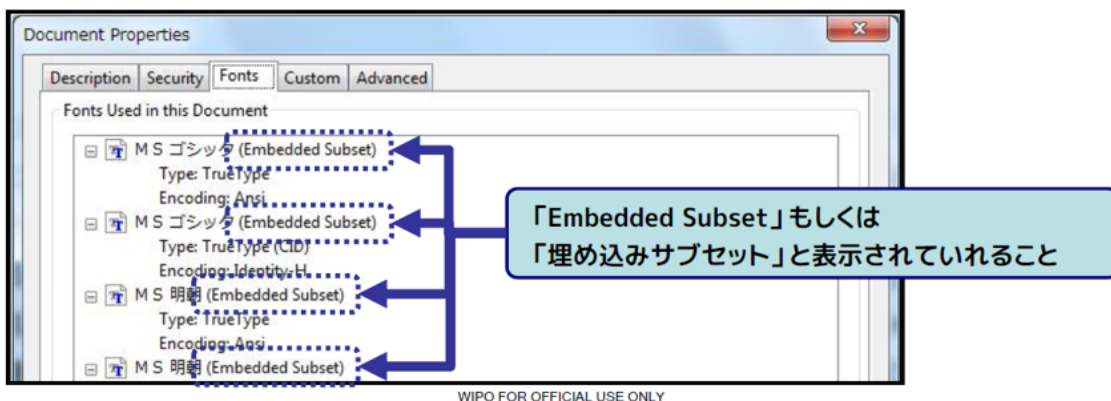 Document Properties
Description Security Fonts Custom Advanced
Fonts Used in this Document
MS ゴシック (Embedded Subset)
Type: TrueType
Encoding: Ansi
MS ゴシック (Embedded Subset)
Type: TrueType (CID)
Encoding: Identity-H
MS 明朝 (Embedded Subset)
Type: TrueType
Encoding: Ansi
MS 明朝 (Embedded Subset)
「Embedded Subset」もしくは
「埋め込みサブセット」と表示されていれること
WIPO FOR OFFICIAL USE ONLY